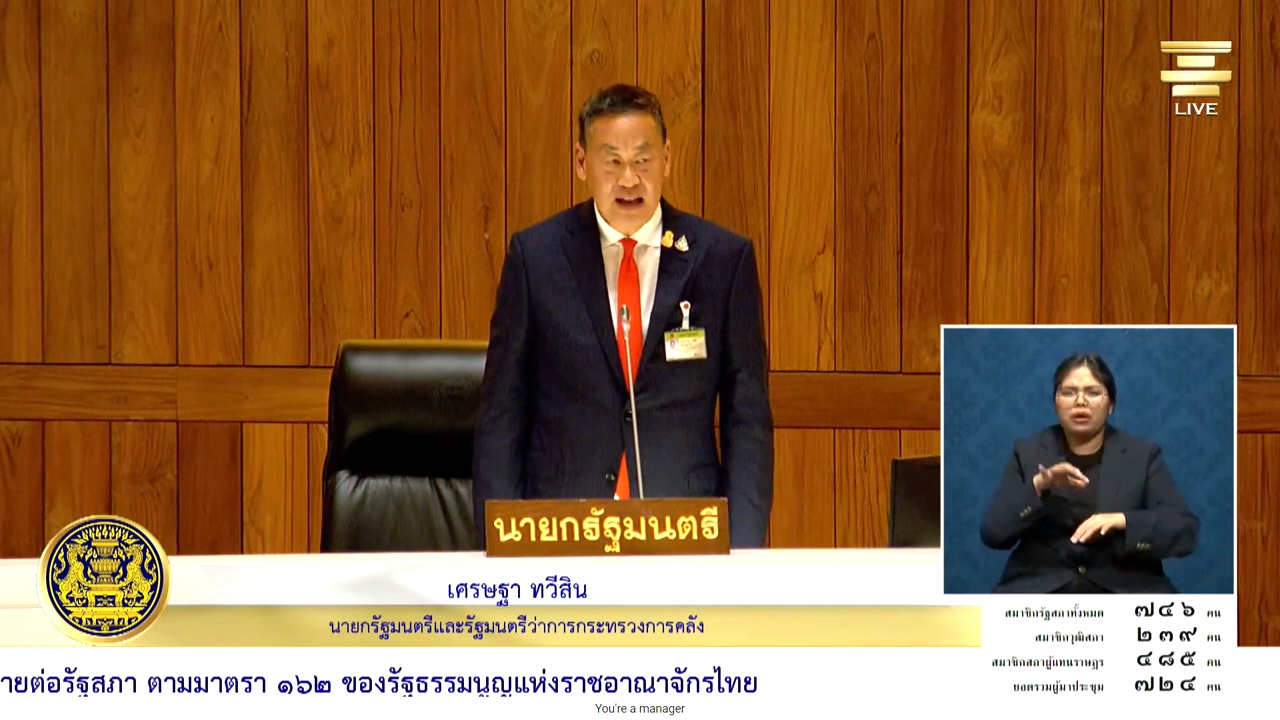 LIVE
นายกรัฐมนตรี
เศรษฐา ทวีสิน
นายกรัฐมนตรีและรัฐมนตรีว่าการกระทรวงการคลัง
สมาชิกรัฐสภาทั้งหมด ๗๔๖ คน
สมาชิกวุฒิสภา ๒๓๙ คน
สมาชิกสภาผู้แทนราษฎร ๔๘๕ คน
ยอดรวมผู้มาประชุม ๗๒๔ คน
ายต่อรัฐสภา ตามมาตรา ๑๖๒ ของรัฐธรรมนูญแห่งราชอาณาจักรไทย
You're a manager